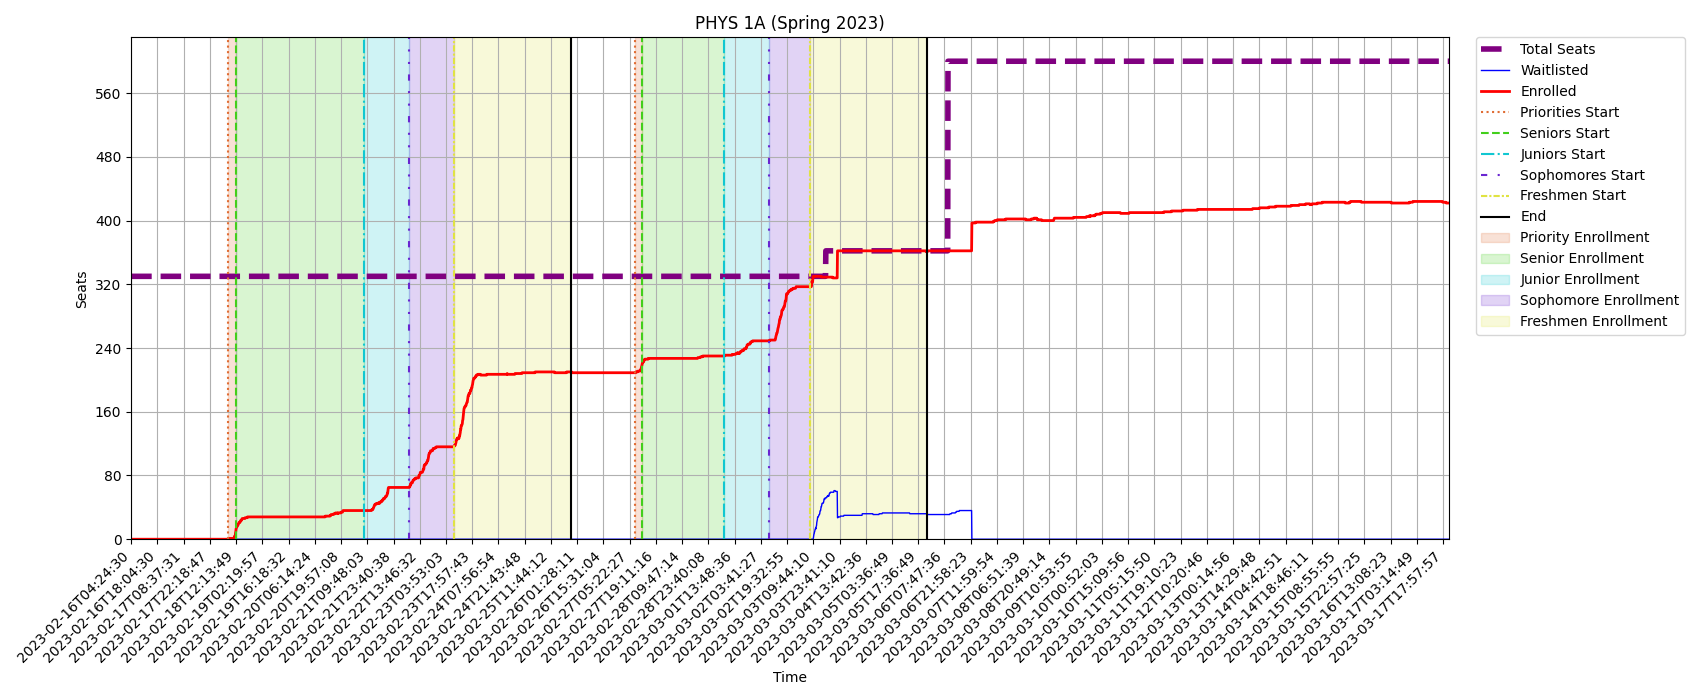 PHYS 1A (Spring 2023)
Seats
560
480
400
320
240
160
80
0
2023-02-16T04:24:30
2023-02-16T18:04:30
2023-02-17T08:37:31
2023-02-17T22:18:47
2023-02-18T12:13:49
2023-02-19T02:19:57
2023-02-19T16:18:32
2023-02-20T06:14:24
2023-02-20T19:57:08
2023-02-21T09:48:03
2023-02-21T23:40:38
2023-02-22T13:46:32
2023-02-23T03:53:03
2023-02-23T17:57:43
2023-02-24T07:56:54
2023-02-24T21:43:48
2023-02-25T11:44:12
2023-02-26T01:28:11
2023-02-26T15:31:04
2023-02-27T05:22:27
2023-02-27T19:11:16
2023-02-28T09:47:14
2023-02-28T23:40:08
2023-03-01T13:48:36
2023-03-02T03:41:27
2023-03-02T19:32:55
2023-03-03T09:44:10
2023-03-03T23:41:10
2023-03-04T13:42:36
2023-03-05T03:36:49
2023-03-05T17:36:49
2023-03-06T07:47:36
2023-03-06T21:58:23
2023-03-07T11:59:54
2023-03-08T06:51:39
2023-03-08T20:49:14
2023-03-09T10:53:55
2023-03-10T00:52:03
2023-03-10T15:09:56
2023-03-11T05:15:50
2023-03-11T19:10:23
2023-03-12T10:20:46
2023-03-13T00:14:56
2023-03-13T14:29:48
2023-03-14T04:42:51
2023-03-14T18:46:11
2023-03-15T08:55:55
2023-03-15T22:57:25
2023-03-16T13:08:23
2023-03-17T03:14:49
2023-03-17T17:57:57
Time
Total Seats
Waitlisted
Enrolled
Priorities Start
Seniors Start
Juniors Start
Sophomores Start
Freshmen Start
End
Priority Enrollment
Senior Enrollment
Junior Enrollment
Sophomore Enrollment
Freshmen Enrollment